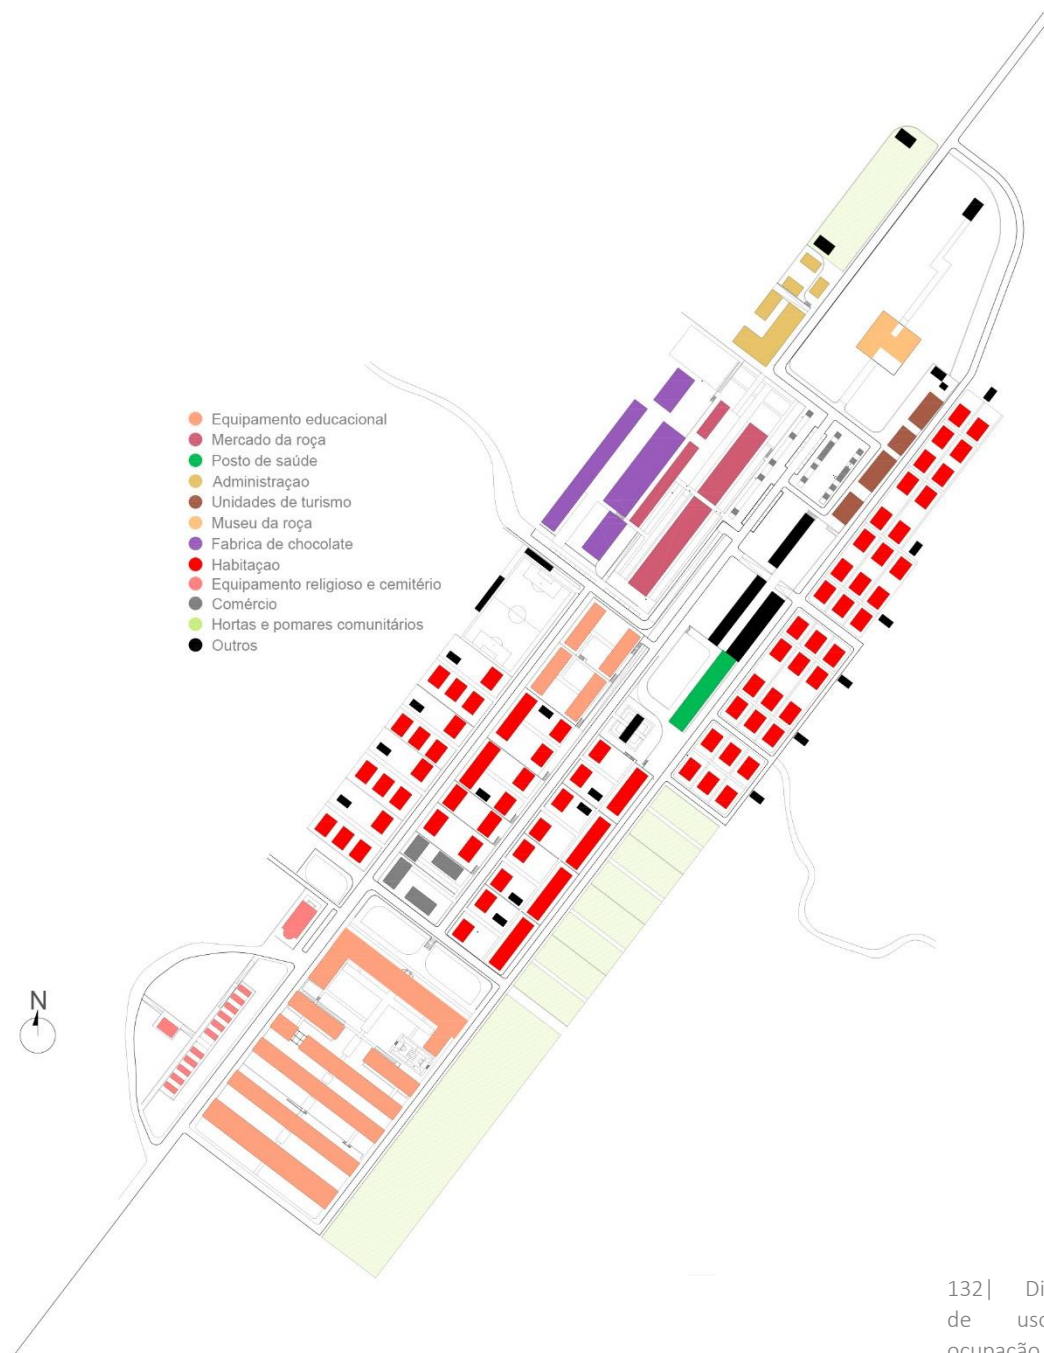 Equipamento educacional
Mercado da roça
Posto de saúde
Administraçao
Unidades de turismo
Museu da roça
Fabrica de chocolate
Habitaçao
Equipamento religioso e cemitério
Comércio
Hortas e pomares comunitários
Outros
N
132| Di
de uso
ocupação